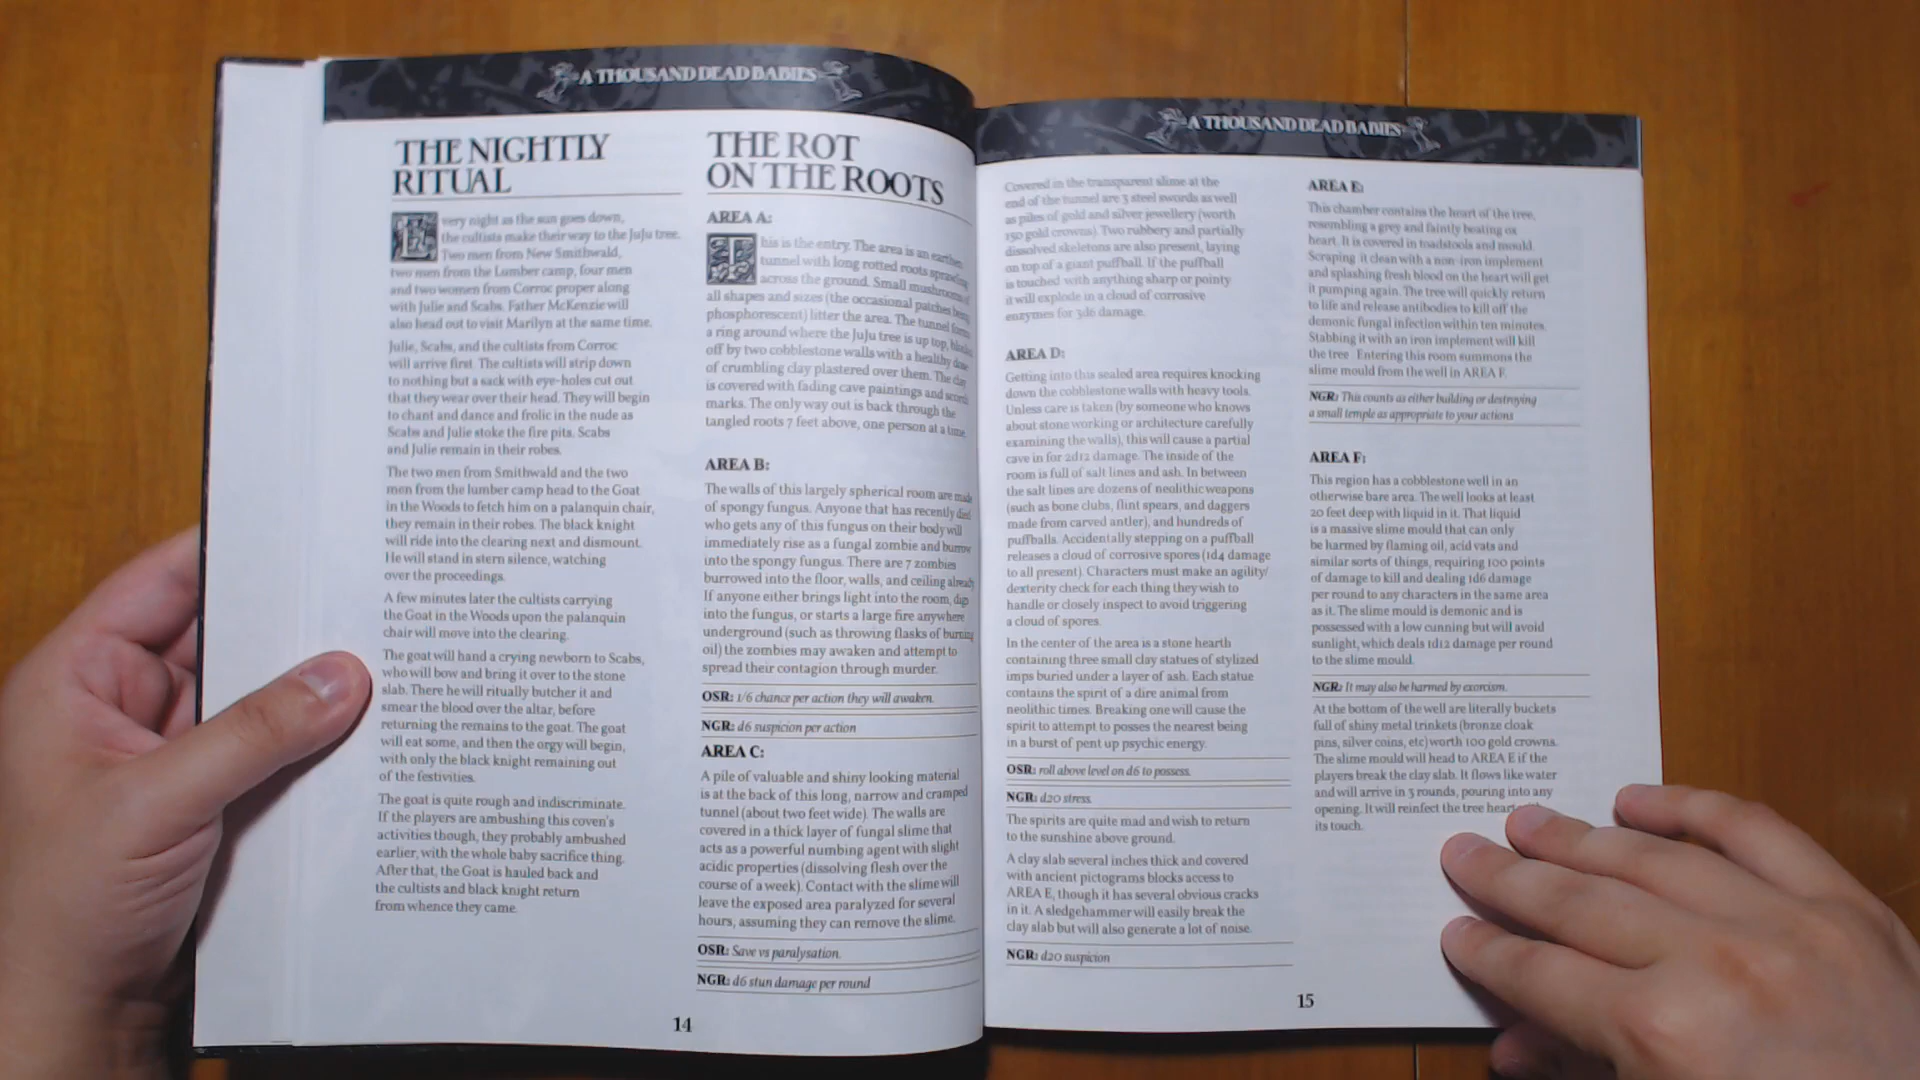 A THOUSAND DEAD BABIES
THE NIGHTLY
RITUAL
Every night as the sun goes down,
the cultists make their way to the JuJu tree.
Two men from New Smithwald,
two men from the Lumber camp, four men
and two women from Corroc proper along
with Julie and Scabs. Father McKenzie will
also head out to visit Marilyn at the same time.
Julie, Scabs, and the cultists from Corroc
will arrive first. The cultists will strip down
to nothing but a sack with eye-holes cut out
that they wear over their head. They will begin
to chant and dance and frolic in the nude as
Scabs and Julie stoke the fire pits. Scabs
and Julie remain in their robes.
The two men from Smithwald and the two
men from the lumber camp head to the Goat
in the Woods to fetch him on a palanquin chair,
they remain in their robes. The black knight
will ride into the clearing next and dismount.
He will stand in stern silence, watching
over the proceedings.
A few minutes later the cultists carrying
the Goat in the Woods upon the palanquin
chair will move into the clearing.
The goat will hand a crying newborn to Scabs,
who will bow and bring it over to the stone
slab. There he will ritually butcher it and
smear the blood over the altar, before
returning the remains to the goat. The goat
will eat some, and then the orgy will begin,
with only the black knight remaining out
of the festivities.
The goat is quite rough and indiscriminate.
If the players are ambushing this coven's
activities though, they probably ambushed
earlier, with the whole baby sacrifice thing.
After that, the Goat is hauled back and
the cultists and black knight return
from whence they came.
THE ROT
ON THE ROOTS
AREA A:
This is the entry. The area is an earthen
tunnel with long rotted roots sprawling
across the ground. Small mushrooms of
all shapes and sizes (the occasional patches being
phosphorescent) litter the area. The tunnel forms
a ring around where the JuJu tree is up top, blocked
off by two cobblestone walls with a healthy dose
of crumbling clay plastered over them. The clay
is covered with fading cave paintings and scorch
marks. The only way out is back through the
tangled roots 7 feet above, one person at a time.
AREA B:
The walls of this largely spherical room are made
of spongy fungus. Anyone that has recently died
who gets any of this fungus on their body will
immediately rise as a fungal zombie and burrow
into the spongy fungus. There are 7 zombies
burrowed into the floor, walls, and ceiling already.
If anyone either brings light into the room, digs
into the fungus, or starts a large fire anywhere
underground (such as throwing flasks of burning
oil) the zombies may awaken and attempt to
spread their contagion through murder.
OSR: 1/6 chance per action they will awaken.
NGR: d6 suspicion per action
AREA C:
A pile of valuable and shiny looking material
is at the back of this long, narrow and cramped
tunnel (about two feet wide). The walls are
covered in a thick layer of fungal slime that
acts as a powerful numbing agent with slight
acidic properties (dissolving flesh over the
course of a week). Contact with the slime will
leave the exposed area paralyzed for several
hours, assuming they can remove the slime.
OSR: Save vs paralysation.
NGR: d6 stun damage per round
14
A THOUSAND DEAD BABIES
Covered in the transparent slime at the
end of the tunnel are 3 steel swords as well
as piles of gold and silver jewellery (worth
150 gold crowns). Two rubbery and partially
dissolved skeletons are also present, laying
on top of a giant puffball. If the puffball
is touched with anything sharp or pointy
it will explode in a cloud of corrosive
enzymes for 3d6 damage.
AREA D:
Getting into this sealed area requires knocking
down the cobblestone walls with heavy tools.
Unless care is taken (by someone who knows
about stone working or architecture carefully
examining the walls), this will cause a partial
cave in for 2d12 damage. The inside of the
room is full of salt lines and ash. In between
the salt lines are dozens of neolithic weapons
(such as bone clubs, flint spears, and daggers
made from carved antler), and hundreds of
puffballs. Accidentally stepping on a puffball
releases a cloud of corrosive spores (1d4 damage
to all present). Characters must make an agility/
dexterity check for each thing they wish to
handle or closely inspect to avoid triggering
a cloud of spores.
In the center of the area is a stone hearth
containing three small clay statues of stylized
imps buried under a layer of ash. Each statue
contains the spirit of a dire animal from
neolithic times. Breaking one will cause the
spirit to attempt to posses the nearest being
in a burst of pent up psychic energy.
OSR: roll above level on d6 to possess.
NGR: d20 stress.
The spirits are quite mad and wish to return
to the sunshine above ground.
A clay slab several inches thick and covered
with ancient pictograms blocks access to
AREA E, though it has several obvious cracks
in it. A sledgehammer will easily break the
clay slab but will also generate a lot of noise.
NGR: d20 suspicion
AREA E:
This chamber contains the heart of the tree,
resembling a grey and faintly beating ox
heart. It is covered in toadstools and mould.
Scraping it clean with a non-iron implement
and splashing fresh blood on the heart will get
it pumping again. The tree will quickly return
to life and release antibodies to kill off the
demonic fungal infection within ten minutes.
Stabbing it with an iron implement will kill
the tree. Entering this room summons the
slime mould from the well in AREA F.
NGR: This counts as either building or destroying
a small temple as appropriate to your actions
AREA F:
This region has a cobblestone well in an
otherwise bare area. The well looks at least
20 feet deep with liquid in it. That liquid
is a massive slime mould that can only
be harmed by flaming oil, acid vats and
similar sorts of things, requiring 100 points
of damage to kill and dealing 1d6 damage
per round to any characters in the same area
as it. The slime mould is demonic and is
possessed with a low cunning but will avoid
sunlight, which deals 1d12 damage per round
to the slime mould.
NGR: It may also be harmed by exorcism.
At the bottom of the well are literally buckets
full of shiny metal trinkets (bronze cloak
pins, silver coins, etc) worth 100 gold crowns.
The slime mould will head to AREA E if the
players break the clay slab. It flows like water
and will arrive in 3 rounds, pouring into any
opening. It will reinfect the tree heart with
its touch.
15